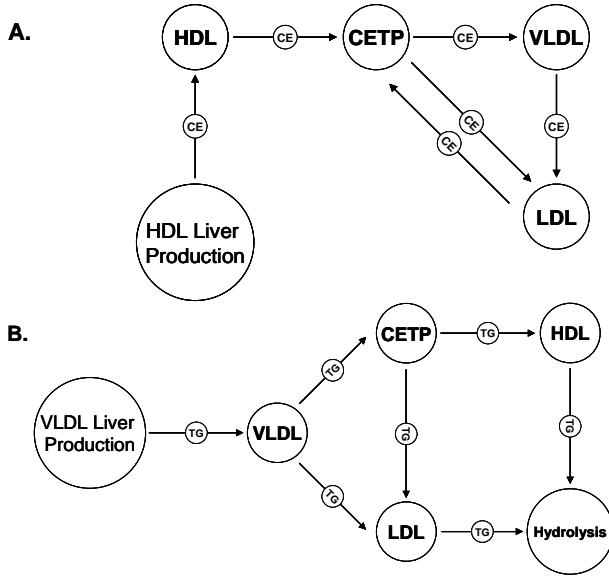 A.
HDL
CE
CETP
CE
VLDL
CE
CE
CE
CE
LDL
HDL Liver
Production
B.
CETP
TG
HDL
TG
VLDL Liver
Production
TG
VLDL
TG
TG
TG
LDL
TG
Hydrolysis